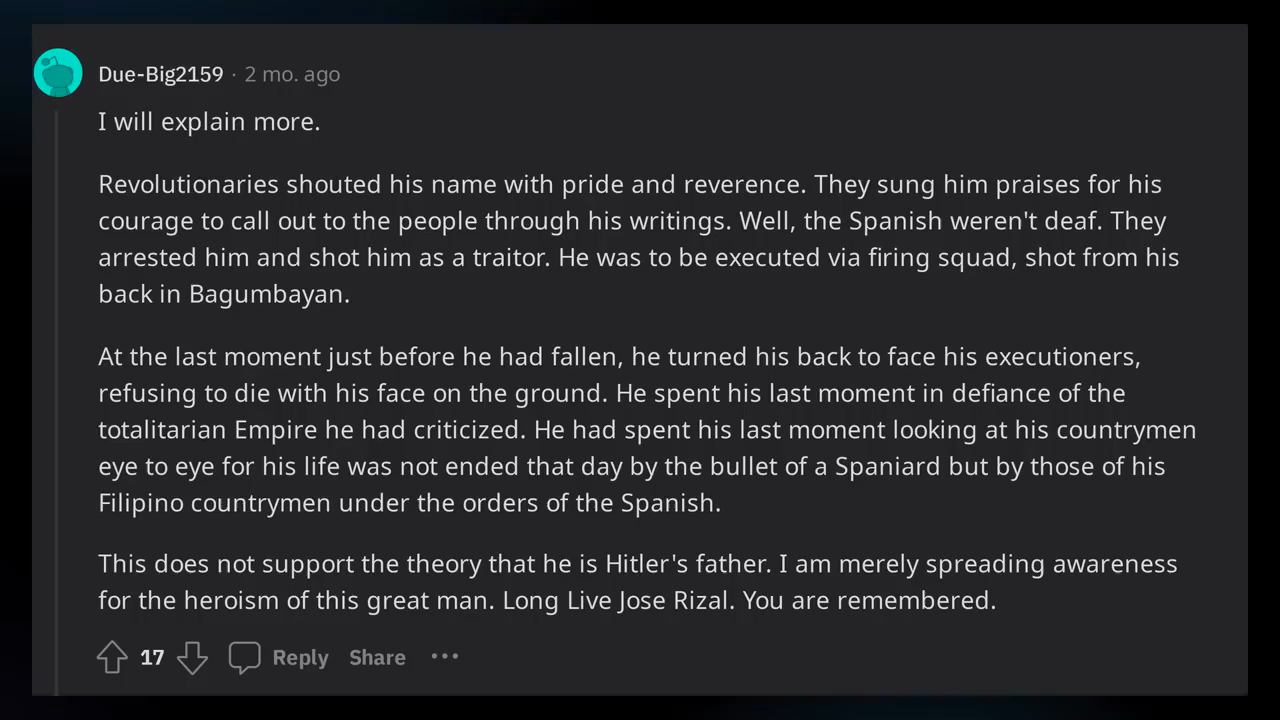 Due-Big2159 · 2 mo. ago
I will explain more.
Revolutionaries shouted his name with pride and reverence. They sung him praises for his
courage to call out to the people through his writings. Well, the Spanish weren't deaf. They
arrested him and shot him as a traitor. He was to be executed via firing squad, shot from his
back in Bagumbayan.
At the last moment just before he had fallen, he turned his back to face his executioners,
refusing to die with his face on the ground. He spent his last moment in defiance of the
totalitarian Empire he had criticized. He had spent his last moment looking at his countrymen
eye to eye for his life was not ended that day by the bullet of a Spaniard but by those of his
Filipino countrymen under the orders of the Spanish.
This does not support the theory that he is Hitler's father. I am merely spreading awareness
for the heroism of this great man. Long Live Jose Rizal. You are remembered.
17 Reply Share ···